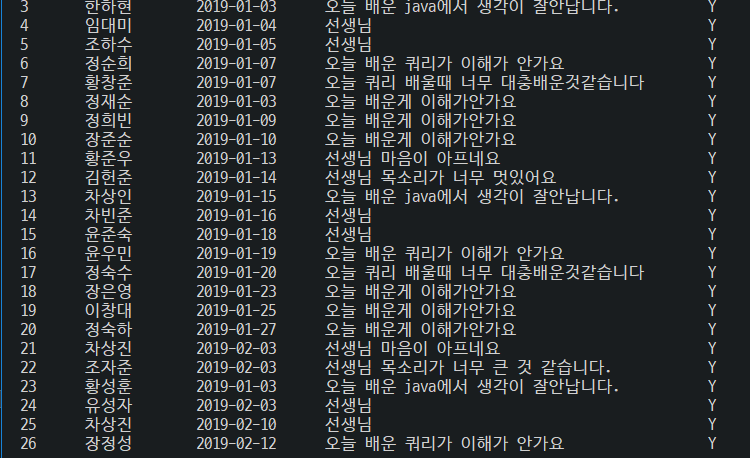 3 한하현 2019-01-03 오늘 배운 java에서 생각이 잘안납니다. Y
4 임대미 2019-01-04 선생님 Y
5 조하수 2019-01-05 선생님 Y
6 정순희 2019-01-07 오늘 배운 쿼리가 이해가 안가요 Y
7 황창준 2019-01-07 오늘 쿼리 배울때 너무 대충배운것같습니다 Y
8 정재순 2019-01-03 오늘 배운게 이해가안가요 Y
9 정희빈 2019-01-09 오늘 배운게 이해가안가요 Y
10 장준순 2019-01-10 오늘 배운게 이해가안가요 Y
11 황준우 2019-01-13 선생님 마음이 아프네요 Y
12 김헌준 2019-01-14 선생님 목소리가 너무 멋있어요 Y
13 차상인 2019-01-15 오늘 배운 java에서 생각이 잘안납니다. Y
14 차빈준 2019-01-16 선생님 Y
15 윤준숙 2019-01-18 선생님 Y
16 윤우민 2019-01-19 오늘 배운 쿼리가 이해가 안가요 Y
17 정숙수 2019-01-20 오늘 쿼리 배울때 너무 대충배운것같습니다 Y
18 장은영 2019-01-23 오늘 배운게 이해가안가요 Y
19 이창대 2019-01-25 오늘 배운게 이해가안가요 Y
20 정숙하 2019-01-27 오늘 배운게 이해가안가요 Y
21 차상진 2019-02-03 선생님 마음이 아프네요 Y
22 조자준 2019-02-03 선생님 목소리가 너무 큰 것 같습니다. Y
23 황성훈 2019-01-03 오늘 배운 java에서 생각이 잘안납니다. Y
24 유성자 2019-02-03 선생님 Y
25 차상진 2019-02-10 선생님 Y
26 장정성 2019-02-12 오늘 배운 쿼리가 이해가 안가요 Y